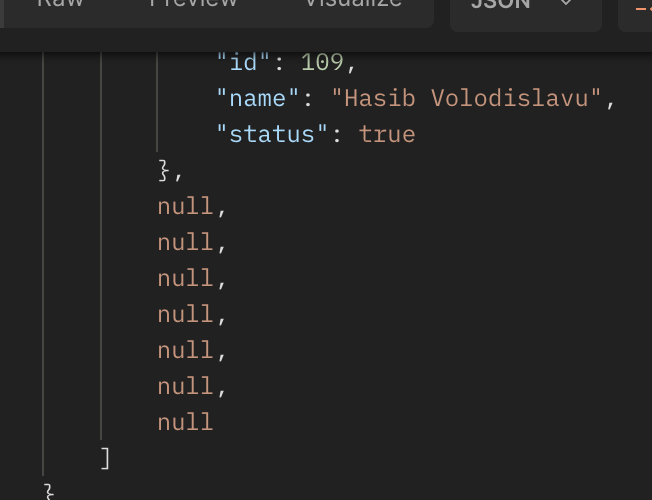 Raw Preview Visualize JSON
"id": 109,
"name": "Hasib Volodislavu",
"status": true
},
null,
null,
null,
null,
null,
null,
null
]
}